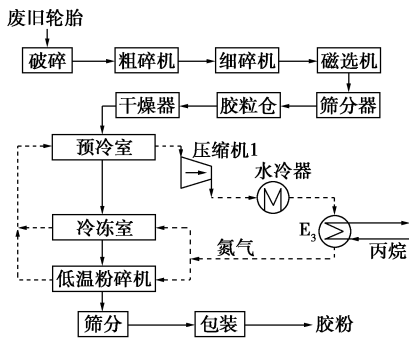 废旧轮胎
破碎
粗碎机
细碎机
磁选机
干燥器
胶粒仓
筛分器
预冷室
压缩机1
水冷器
冷冻室
氮气
E3
丙烷
低温粉碎机
筛分
包装
胶粉